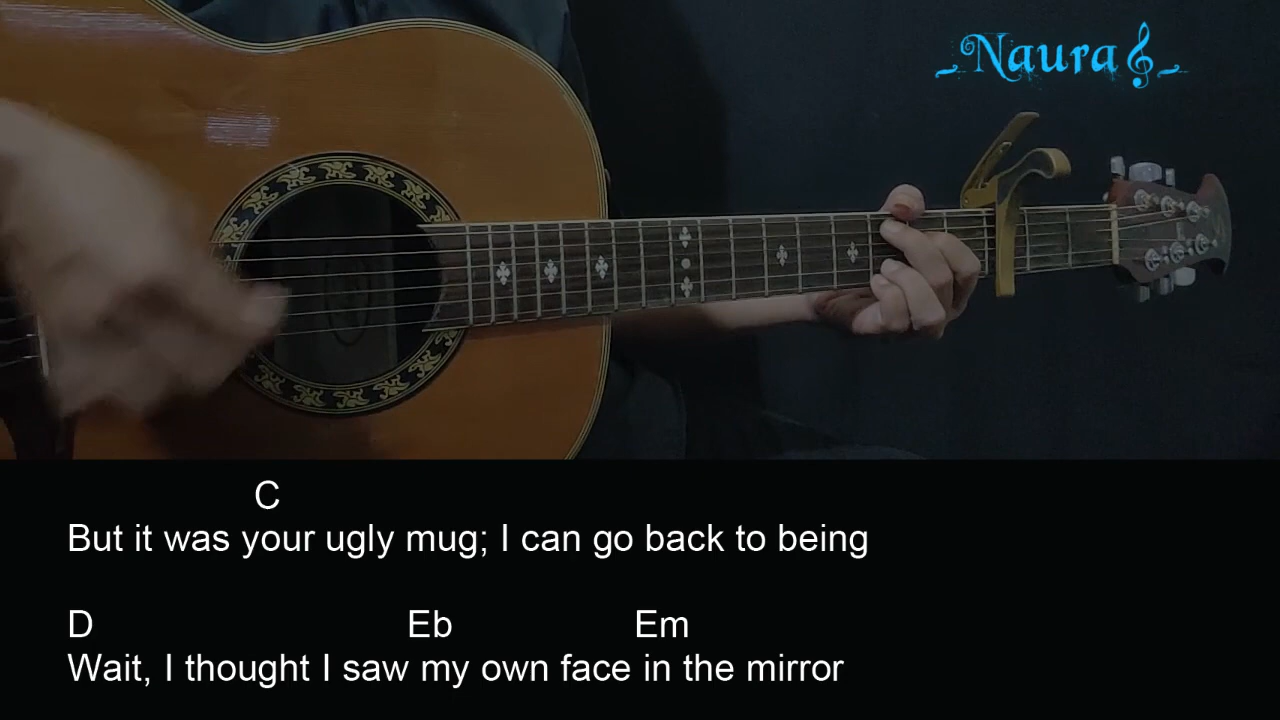 Naura
C
But it was your ugly mug; I can go back to being
D Eb Em
Wait, I thought I saw my own face in the mirror